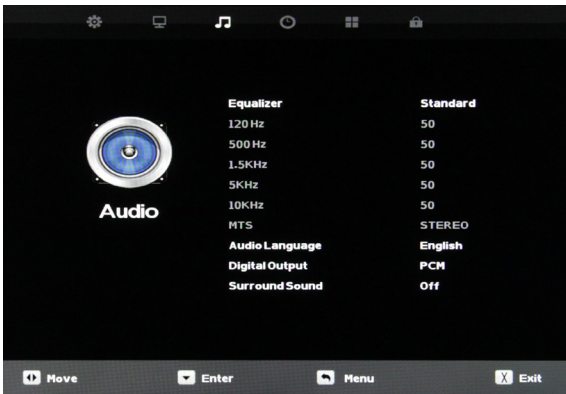 Equalizer Standard
120 Hz 50
500 Hz 50
1.5KHz 50
5KHz 50
10KHz 50
Audio
MTS STEREO
Audio Language English
Digital Output PCM
Surround Sound Off
Move Enter Menu X Exit